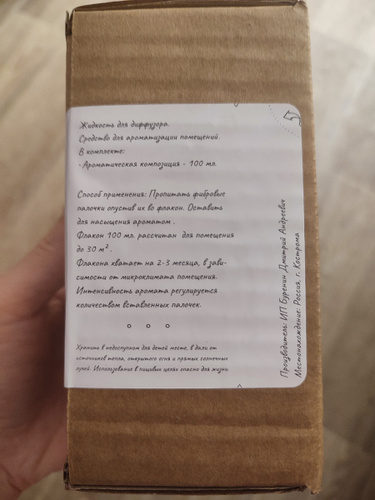 Жидкость для диффузора.
Средство для ароматизации помещений.
В комплекте:
- Ароматическая композиция - 100 мл.
Способ применения: Пропитать фибровые
палочки опустив их во флакон. Оставить
для насыщения ароматом .
Флакон 100 мл. рассчитан для помещения
до 30 м².
Флакона хватает на 2-3 месяца, в зави-
симости от микроклимата помещения.
Интенсивность аромата регулируется
количеством вставленных палочек.
Хранить в недоступном для детей месте, в дали от
источников тепла, открытого огня и прямых солнечных
лучей. Использование в пищевых целях опасно для жизни.
Производитель: ИП Буренин Дмитрий Андреевич
Местонахождение: Россия, г. Кострома